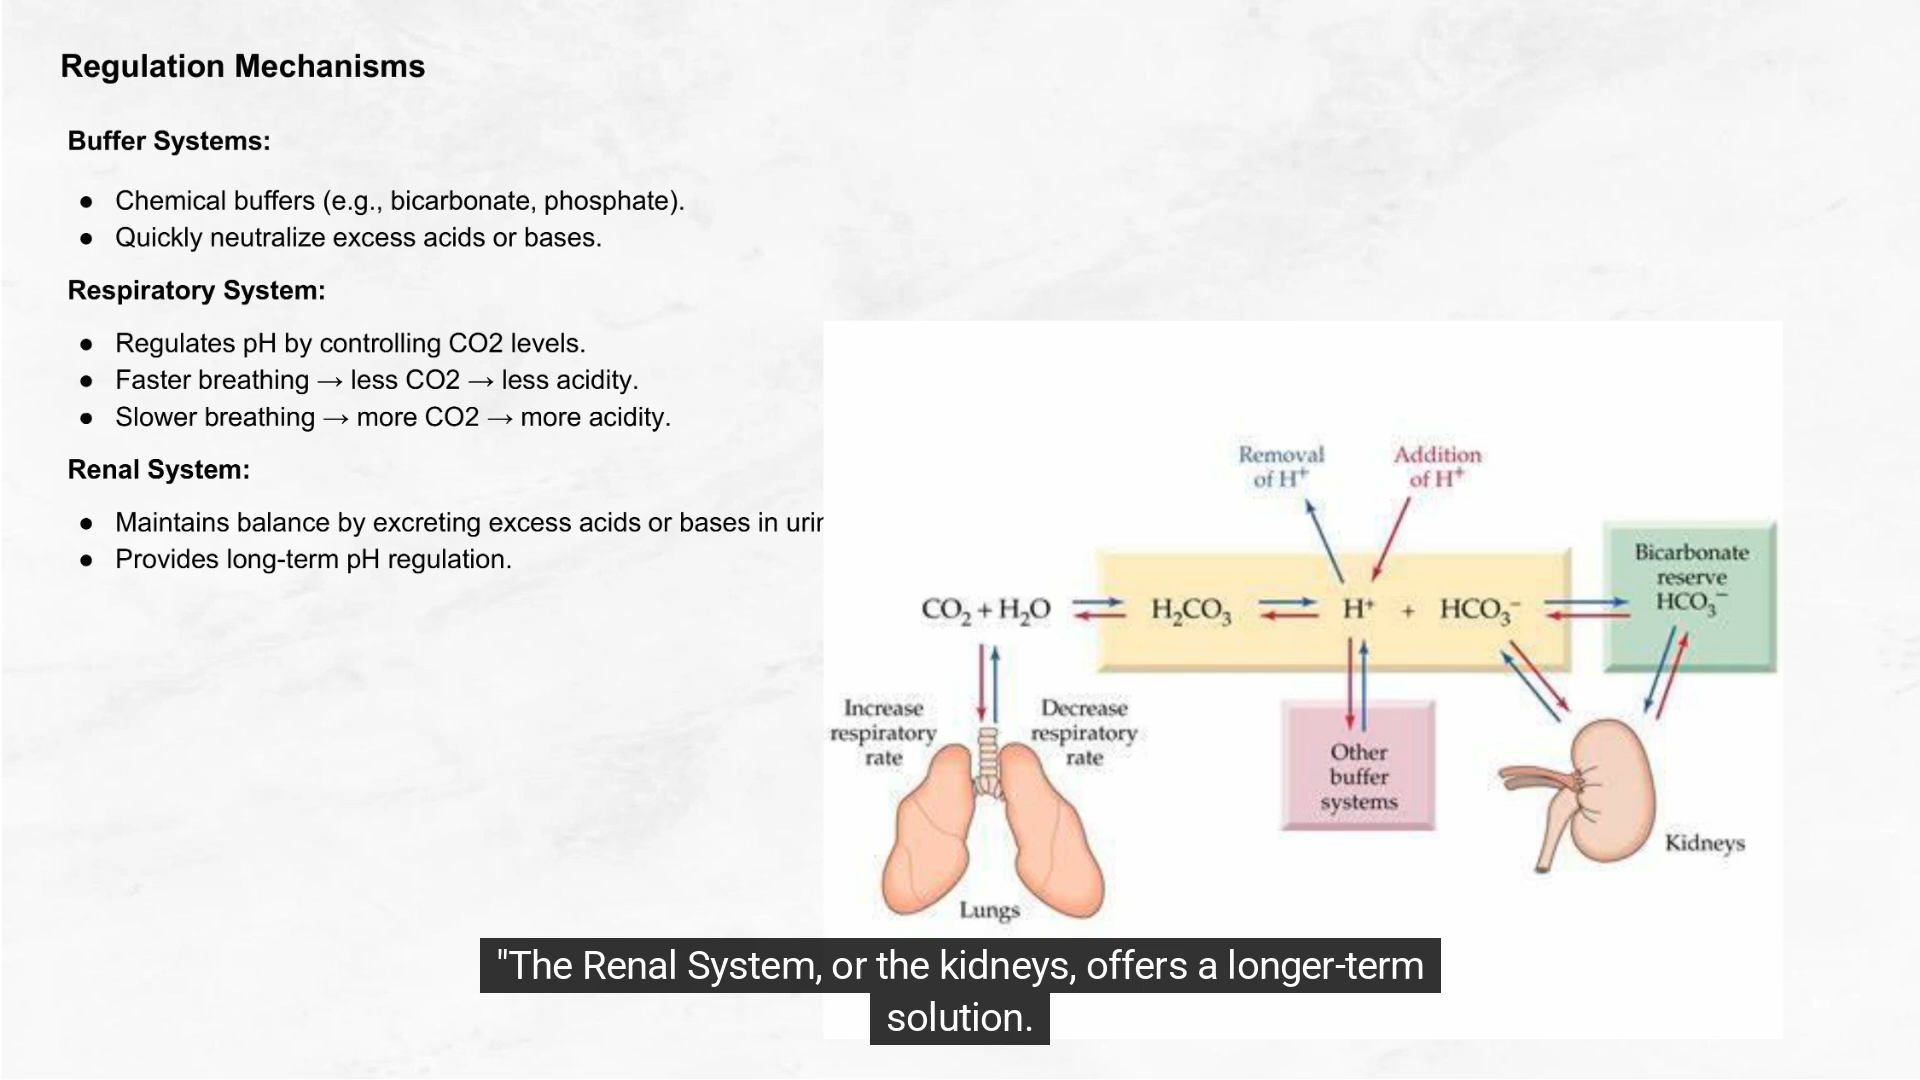 Regulation Mechanisms
Buffer Systems:
● Chemical buffers (e.g., bicarbonate, phosphate).
● Quickly neutralize excess acids or bases.
Respiratory System:
● Regulates pH by controlling CO2 levels.
● Faster breathing → less CO2 → less acidity.
● Slower breathing → more CO2 → more acidity.
Renal System:
● Maintains balance by excreting excess acids or bases in urin
● Provides long-term pH regulation.
Removal
of H⁺
Addition
of H⁺
CO₂ + H₂O
H₂CO₃
H⁺ + HCO₃⁻
Bicarbonate
reserve
HCO₃⁻
Increase
respiratory
rate
Decrease
respiratory
rate
Lungs
Other
buffer
systems
Kidneys
"The Renal System, or the kidneys, offers a longer-term
solution.